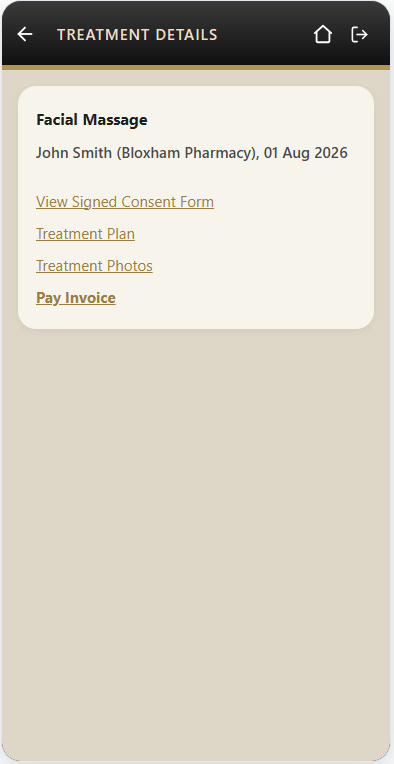 TREATMENT DETAILS
Facial Massage
John Smith (Bloxham Pharmacy), 01 Aug 2026
View Signed Consent Form
Treatment Plan
Treatment Photos
Pay Invoice